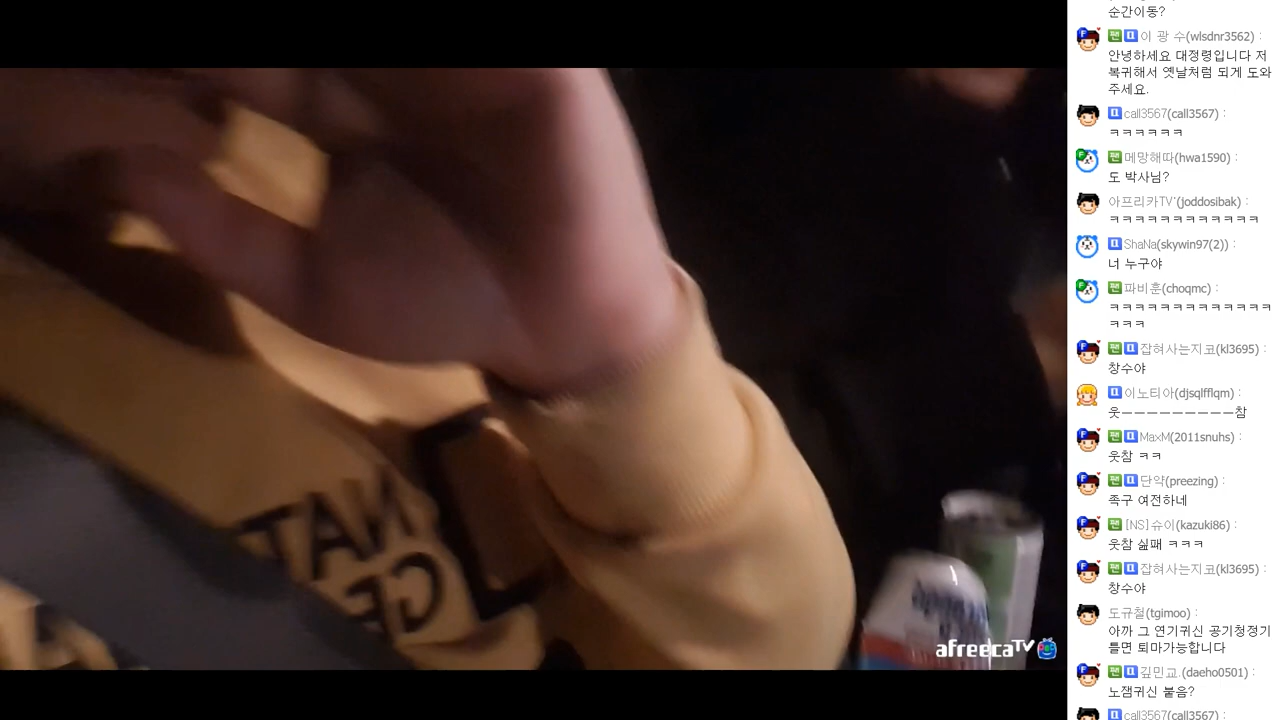 순간이동?
이 광 수(wlsdnr3562) :
안녕하세요 대정령입니다 저
복귀해서 옛날처럼 되게 도와
주세요.
call3567(call3567) :
ㅋㅋㅋㅋㅋㅋ
메망해따(hwa1590) :
도 박사님?
아프리카TV'(joddosibak) :
ㅋㅋㅋㅋㅋㅋㅋㅋㅋㅋㅋㅋ
ShaNa(skywin97(2)) :
너 누구야
파비훈(choqmc) :
ㅋㅋㅋㅋㅋㅋㅋㅋㅋㅋㅋㅋㅋ
ㅋㅋㅋ
잡혀사는지코(kl3695) :
창수야
이노티아(djsqlfflqm) :
웃ㅡㅡㅡㅡㅡㅡㅡㅡㅡ참
MaxM(2011snuhs) :
웃참 ㅋㅋ
단약(preezing) :
족구 여전하네
[NS]슈이(kazuki86) :
웃참 실패 ㅋㅋㅋ
잡혀사는지코(kl3695) :
창수야
도규철(tgimoo) :
아까 그 연기귀신 공기청정기
틀면 퇴마가능합니다
깊민교.(daeho0501) :
노잼귀신 붙음?
call3567(call3567) :
afreecaTV